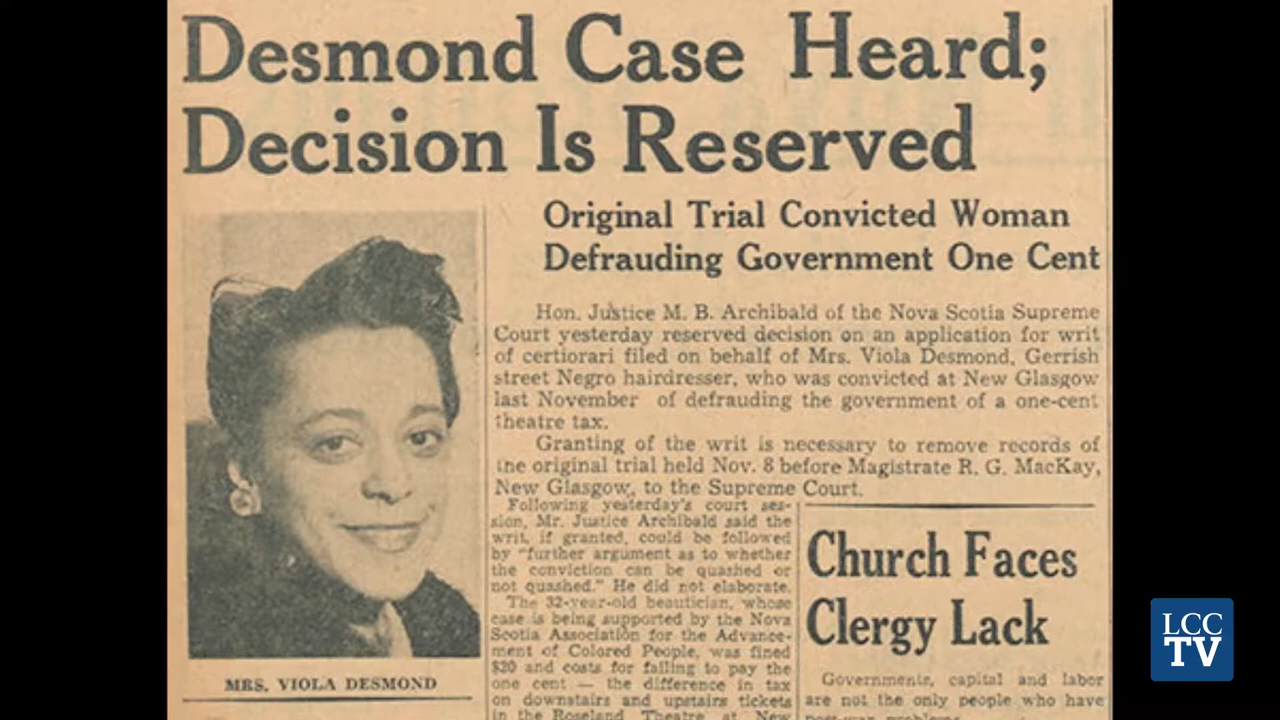 Desmond Case Heard;
Decision Is Reserved
Original Trial Convicted Woman
Defrauding Government One Cent
Hon. Justice M. B. Archibald of the Nova Scotia Supreme
Court yesterday reserved decision on an application for writ
of certiorari filed on behalf of Mrs. Viola Desmond, Gerrish
street Negro hairdresser, who was convicted at New Glasgow
last November of defrauding the government of a one-cent
theatre tax.
Granting of the writ is necessary to remove records of
the original trial held Nov. 8 before Magistrate R. G. MacKay,
New Glasgow, to the Supreme Court.
Following yesterday's court ses-
sion, Mr. Justice Archibald said the
writ, if granted, could be followed
by "further argument as to whether
the conviction can be quashed or
not quashed." He did not elaborate.
The 32-year-old beautician, whose
case is being supported by the Nova
Scotia Association for the Advance-
ment of Colored People, was fined
$20 and costs for failing to pay the
one cent — the difference in tax
on downstairs and upstairs tickets
in the Roseland Theatre at New
MRS. VIOLA DESMOND
Church Faces
Clergy Lack
Governments, capital and labor
are not the only people who have
post-war problems
LCC
TV